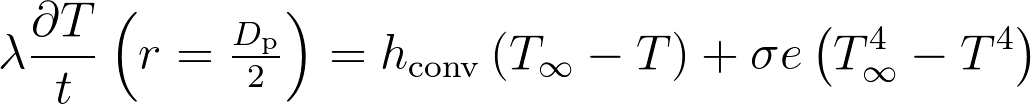 λ ∂T/t (r = D_p/2) = h_conv (T_∞ − T) + σe (T_∞^4 − T^4)